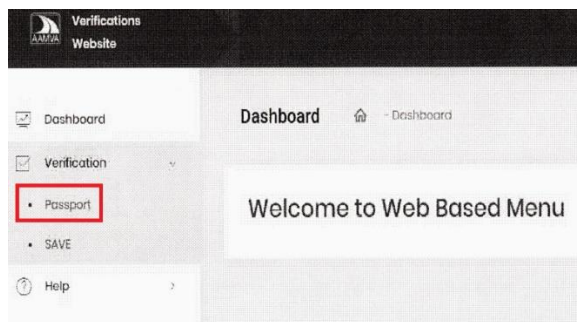 Verifications
Website
AAMVA
Dashboard
Verification
Passport
SAVE
Help
Dashboard - Dashboard
Welcome to Web Based Menu